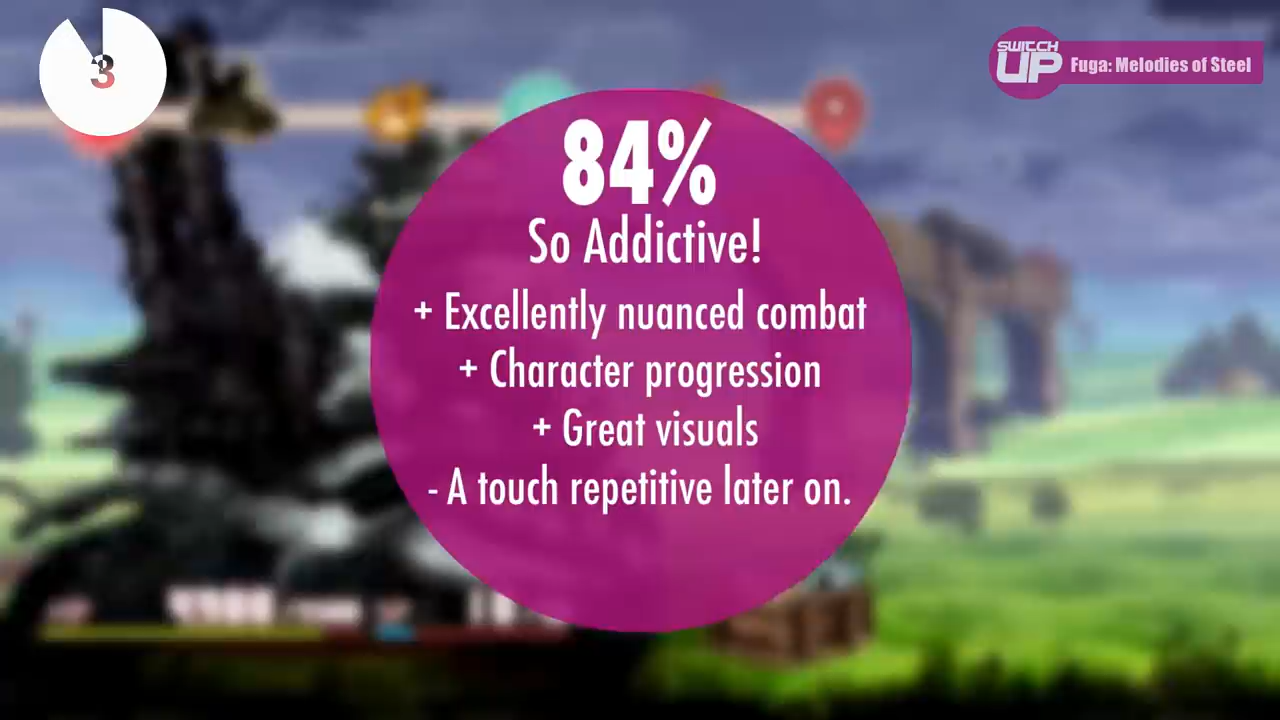 3
SWITCH
UP
Fuga: Melodies of Steel
84%
So Addictive!
+ Excellently nuanced combat
+ Character progression
+ Great visuals
- A touch repetitive later on.